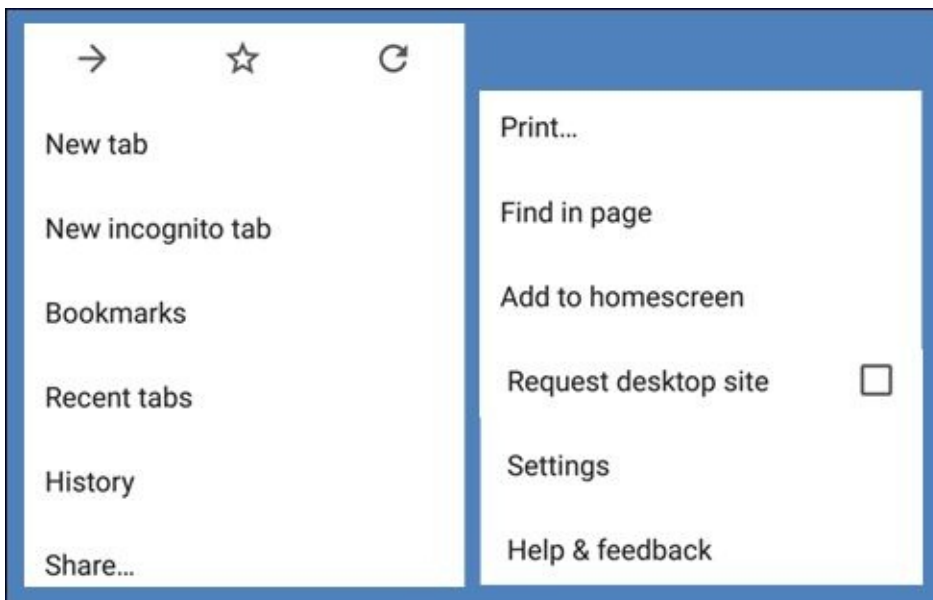 New tab
New incognito tab
Bookmarks
Recent tabs
History
Share…
Print…
Find in page
Add to homescreen
Request desktop site
Settings
Help & feedback